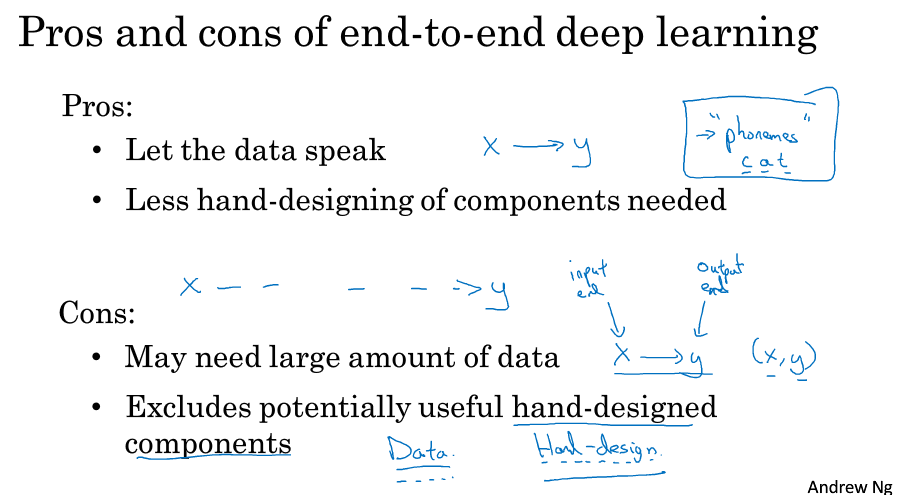 Pros and cons of end-to-end deep learning
Pros:
• Let the data speak
x → y
→ "phonemes"
c a t
• Less hand-designing of components needed
x – – – – -> y
input
end
output
end
Cons:
• May need large amount of data
x → y
(x, y)
• Excludes potentially useful hand-designed
components
Data.
Hand-design.
Andrew Ng